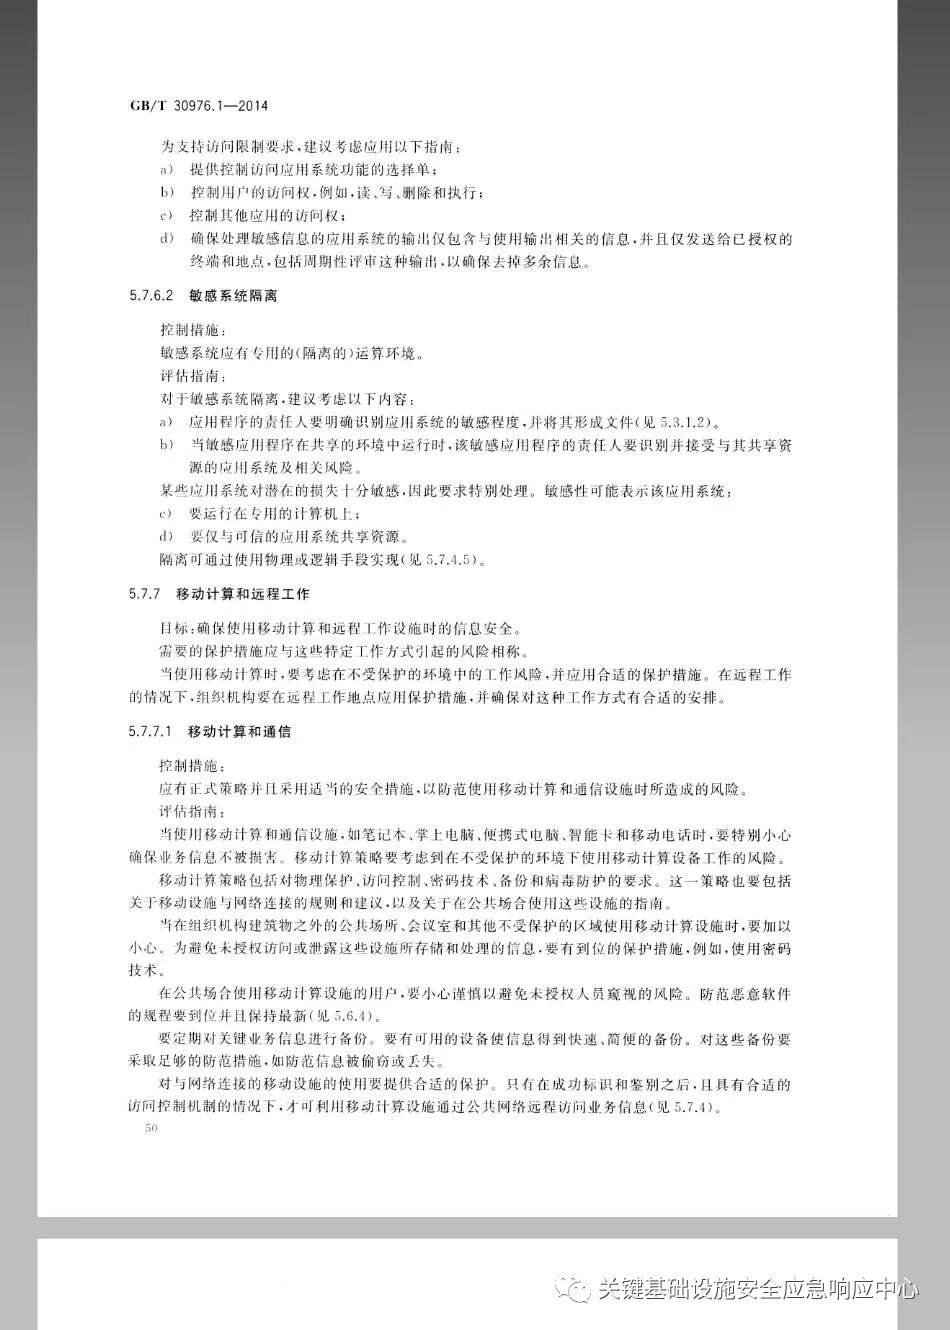 GB/T 30976.1—2014
为支持访问限制要求,建议考虑应用以下指南:
a) 提供控制访问应用系统功能的选择单;
b) 控制用户的访问权,例如,读、写、删除和执行;
c) 控制其他应用的访问权;
d) 确保处理敏感信息的应用系统的输出仅包含与使用输出相关的信息,并且仅发送给已授权的
终端和地点,包括周期性评审这种输出,以确保去掉多余信息。
5.7.6.2 敏感系统隔离
控制措施:
敏感系统应有专用的(隔离的)运算环境。
评估指南:
对于敏感系统隔离,建议考虑以下内容:
a) 应用程序的责任人要明确识别应用系统的敏感程度,并将其形成文件(见 5.3.1.2)。
b) 当敏感应用程序在共享的环境中运行时,该敏感应用程序的责任人要识别并接受与其共享资
源的应用系统及相关风险。
某些应用系统对潜在的损失十分敏感,因此要求特别处理。敏感性可能表示该应用系统:
c) 要运行在专用的计算机上;
d) 要仅与可信的应用系统共享资源。
隔离可通过使用物理或逻辑手段实现(见 5.7.4.5)。
5.7.7 移动计算和远程工作
目标:确保使用移动计算和远程工作设施时的信息安全。
需要的保护措施应与这些特定工作方式引起的风险相称。
当使用移动计算时,要考虑在不受保护的环境中的工作风险,并应用合适的保护措施。在远程工作
的情况下,组织机构要在远程工作地点应用保护措施,并确保对这种工作方式有合适的安排。
5.7.7.1 移动计算和通信
控制措施:
应有正式策略并且采用适当的安全措施,以防范使用移动计算和通信设施时所造成的风险。
评估指南:
当使用移动计算和通信设施,如笔记本、掌上电脑、便携式电脑、智能卡和移动电话时,要特别小心
确保业务信息不被损害。移动计算策略要考虑到在不受保护的环境下使用移动计算设备工作的风险。
移动计算策略包括对物理保护、访问控制、密码技术、备份和病毒防护的要求。这一策略也要包括
关于移动设施与网络连接的规则和建议,以及关于在公共场合使用这些设施的指南。
当在组织机构建筑物之外的公共场所、会议室和其他不受保护的区域使用移动计算设施时,要加以
小心。为避免未授权访问或泄露这些设施所存储和处理的信息,要有到位的保护措施,例如,使用密码
技术。
在公共场合使用移动计算设施的用户,要小心谨慎以避免未授权人员窥视的风险。防范恶意软件
的规程要到位并且保持最新(见 5.6.4)。
要定期对关键业务信息进行备份。要有可用的设备使信息得到快速、简便的备份。对这些备份要
采取足够的防范措施,如防范信息被偷窃或丢失。
对与网络连接的移动设施的使用要提供合适的保护。只有在成功标识和鉴别之后,且具有合适的
访问控制机制的情况下,才可利用移动计算设施通过公共网络远程访问业务信息(见 5.7.4)。
50
关键基础设施安全应急响应中心